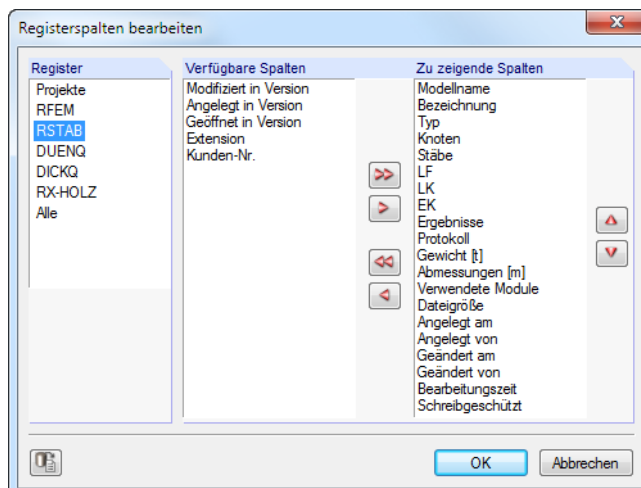 Registerspalten bearbeiten
Register
Projekte
RFEM
RSTAB
DUENQ
DICKQ
RX-HOLZ
Alle
Verfügbare Spalten
Modifiziert in Version
Angelegt in Version
Geöffnet in Version
Extension
Kunden-Nr.
Zu zeigende Spalten
Modellname
Bezeichnung
Typ
Knoten
Stäbe
LF
LK
EK
Ergebnisse
Protokoll
Gewicht [t]
Abmessungen [m]
Verwendete Module
Dateigröße
Angelegt am
Angelegt von
Geändert am
Geändert von
Bearbeitungszeit
Schreibgeschützt
OK
Abbrechen